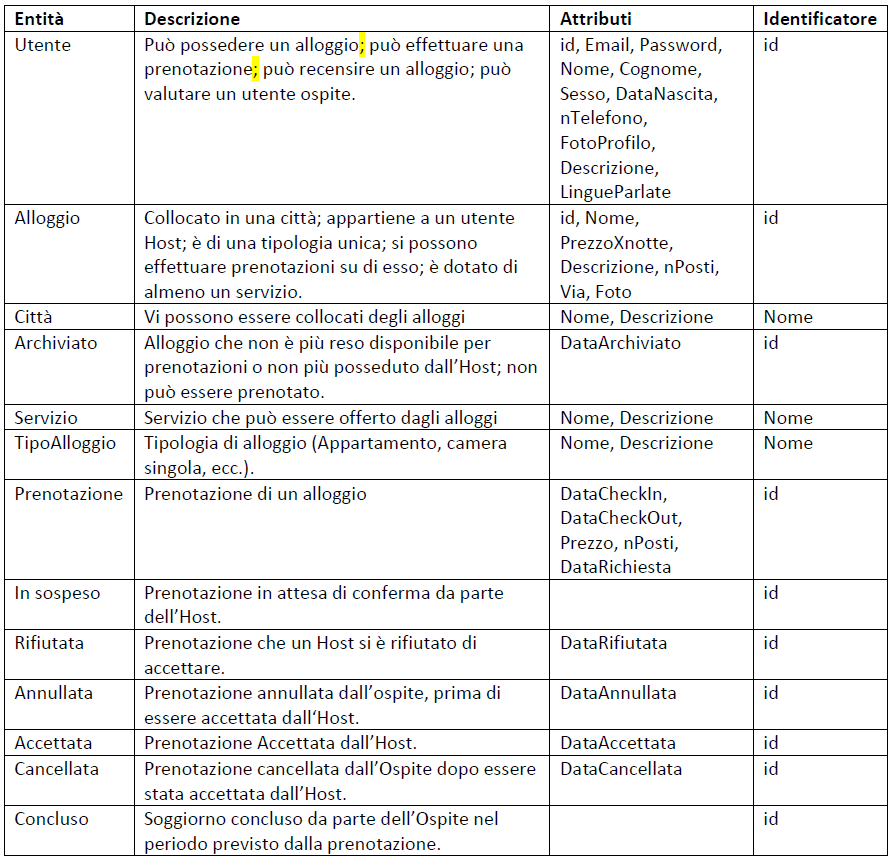 Entità Descrizione Attributi Identificatore
Utente Può possedere un alloggio; può effettuare una id, Email, Password, id
prenotazione; può recensire un alloggio; può Nome, Cognome,
valutare un utente ospite. Sesso, DataNascita,
nTelefono,
FotoProfilo,
Descrizione,
LingueParlate
Alloggio Collocato in una città; appartiene a un utente id, Nome, id
Host; è di una tipologia unica; si possono PrezzoXnotte,
effettuare prenotazioni su di esso; è dotato di Descrizione, nPosti,
almeno un servizio. Via, Foto
Città Vi possono essere collocati degli alloggi Nome, Descrizione Nome
Archiviato Alloggio che non è più reso disponibile per DataArchiviato id
prenotazioni o non più posseduto dall’Host; non
può essere prenotato.
Servizio Servizio che può essere offerto dagli alloggi Nome, Descrizione Nome
TipoAlloggio Tipologia di alloggio (Appartamento, camera Nome, Descrizione Nome
singola, ecc.).
Prenotazione Prenotazione di un alloggio DataCheckIn, id
DataCheckOut,
Prezzo, nPosti,
DataRichiesta
In sospeso Prenotazione in attesa di conferma da parte id
dell’Host.
Rifiutata Prenotazione che un Host si è rifiutato di DataRifiutata id
accettare.
Annullata Prenotazione annullata dall’ospite, prima di DataAnnullata id
essere accettata dall‘Host.
Accettata Prenotazione Accettata dall’Host. DataAccettata id
Cancellata Prenotazione cancellata dall’Ospite dopo essere DataCancellata id
stata accettata dall’Host.
Concluso Soggiorno concluso da parte dell’Ospite nel id
periodo previsto dalla prenotazione.